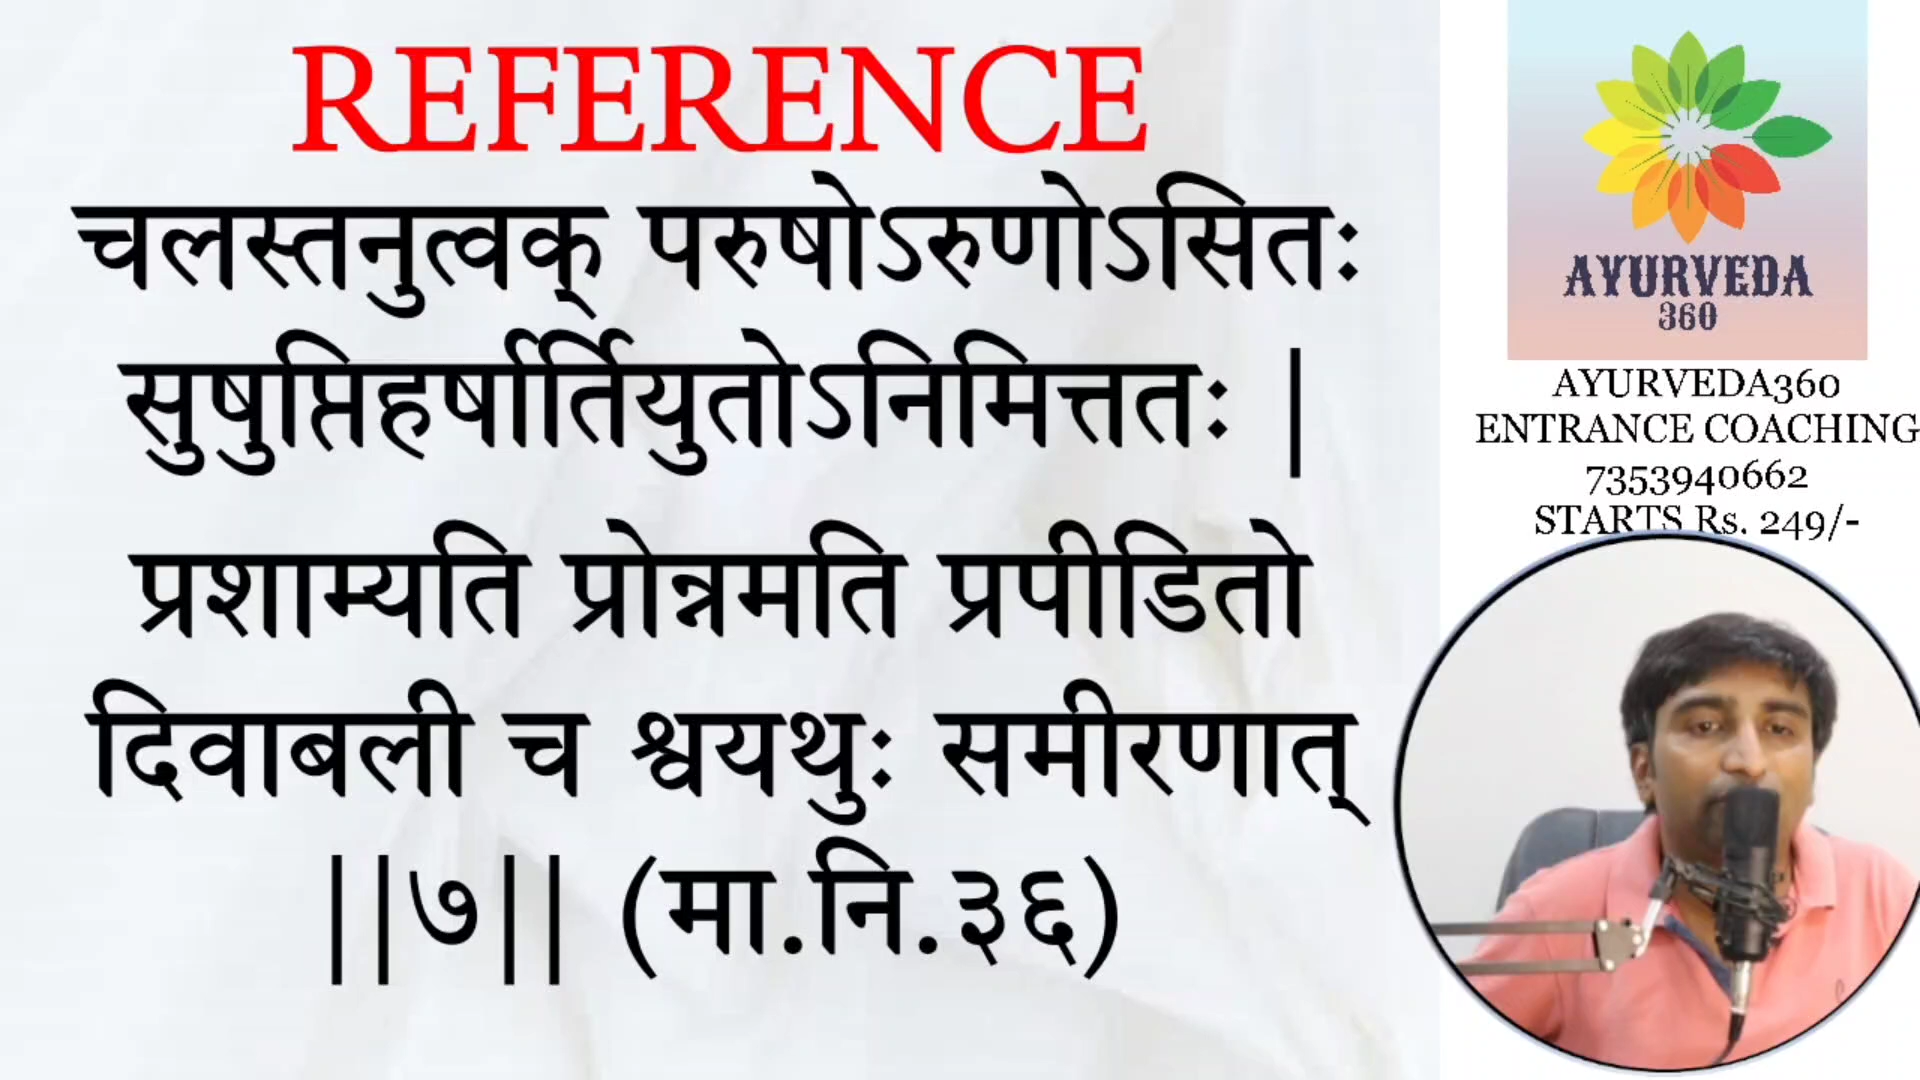 REFERENCE
चलस्तनुत्वक् परुषोऽरुणोऽसितः
सुषुप्तिहर्षार्तियुतोऽनिमित्ततः |
प्रशाम्यति प्रोन्नमति प्रपीडितो
दिवाबली च श्वयथुः समीरणात्
||७|| (मा.नि.३६)
AYURVEDA
360
AYURVEDA360
ENTRANCE COACHING
7353940662
STARTS Rs. 249/-